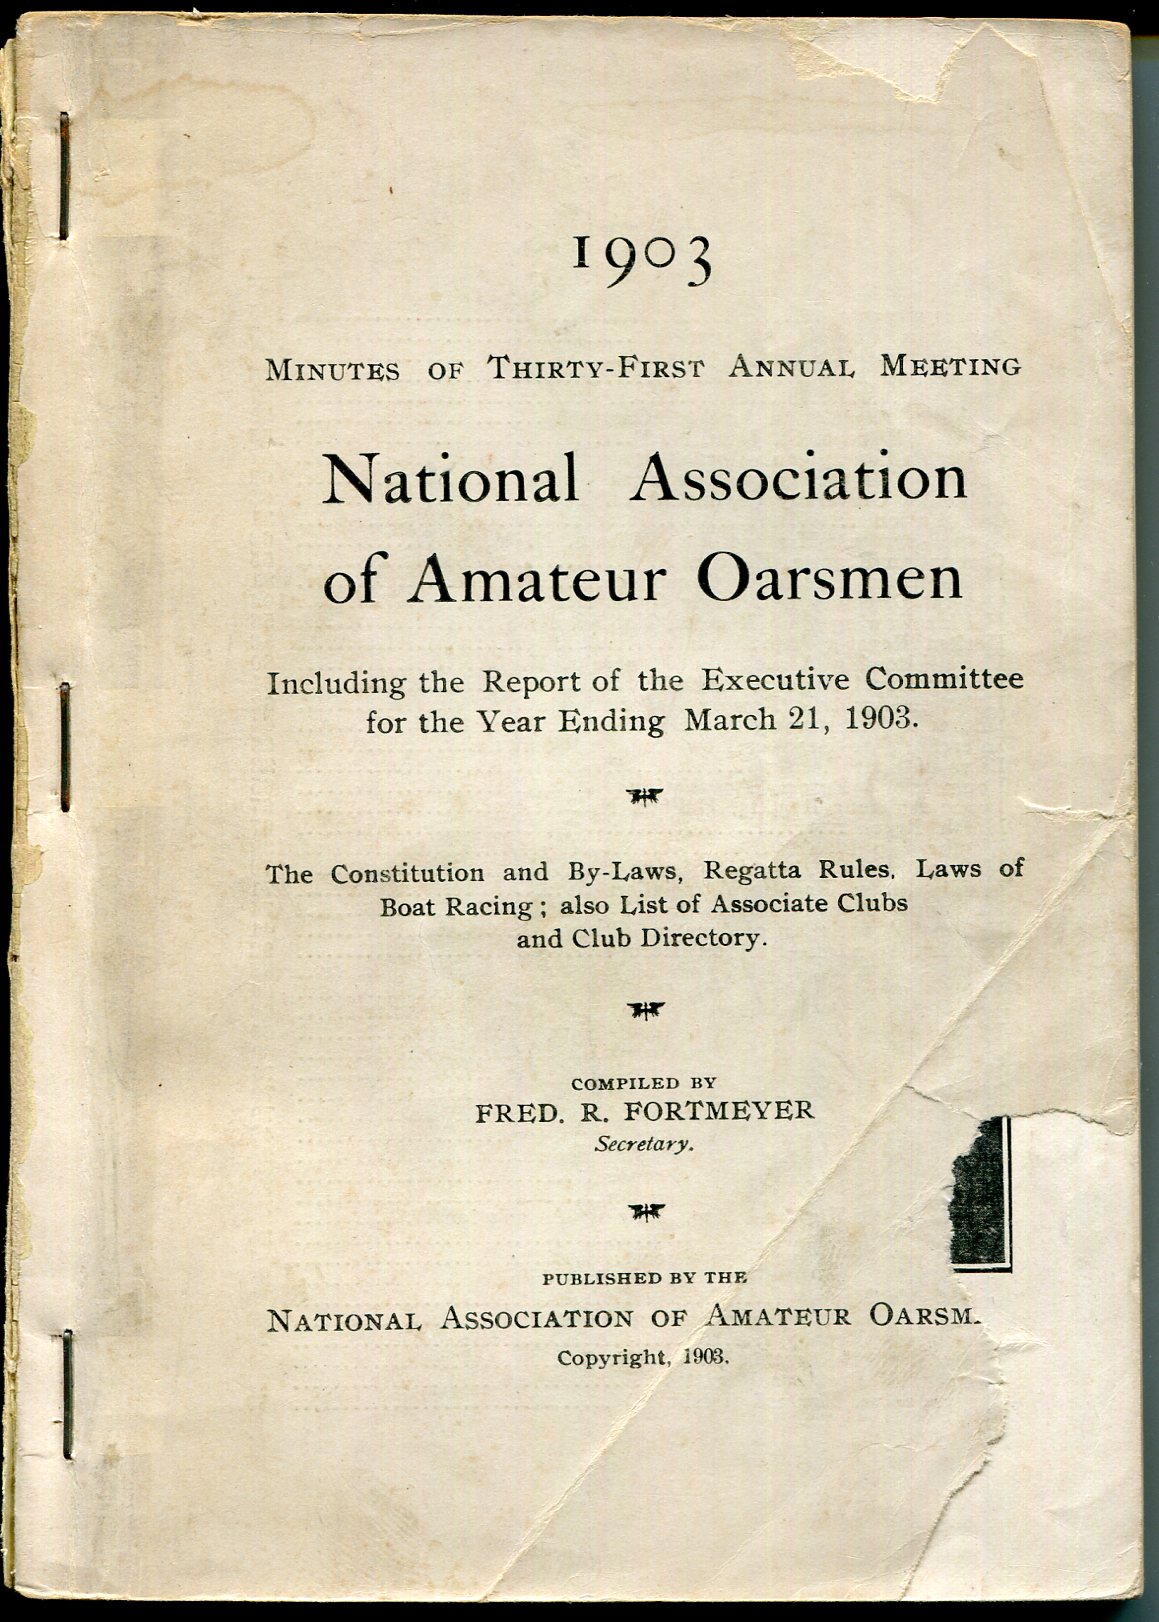 1903
MINUTES OF THIRTY-FIRST ANNUAL MEETING
National Association
of Amateur Oarsmen
Including the Report of the Executive Committee
for the Year Ending March 21, 1903.
The Constitution and By-Laws, Regatta Rules, Laws of
Boat Racing; also List of Associate Clubs
and Club Directory.
COMPILED BY
FRED. R. FORTMEYER
Secretary.
PUBLISHED BY THE
NATIONAL ASSOCIATION OF AMATEUR OARSM
Copyright, 1903.